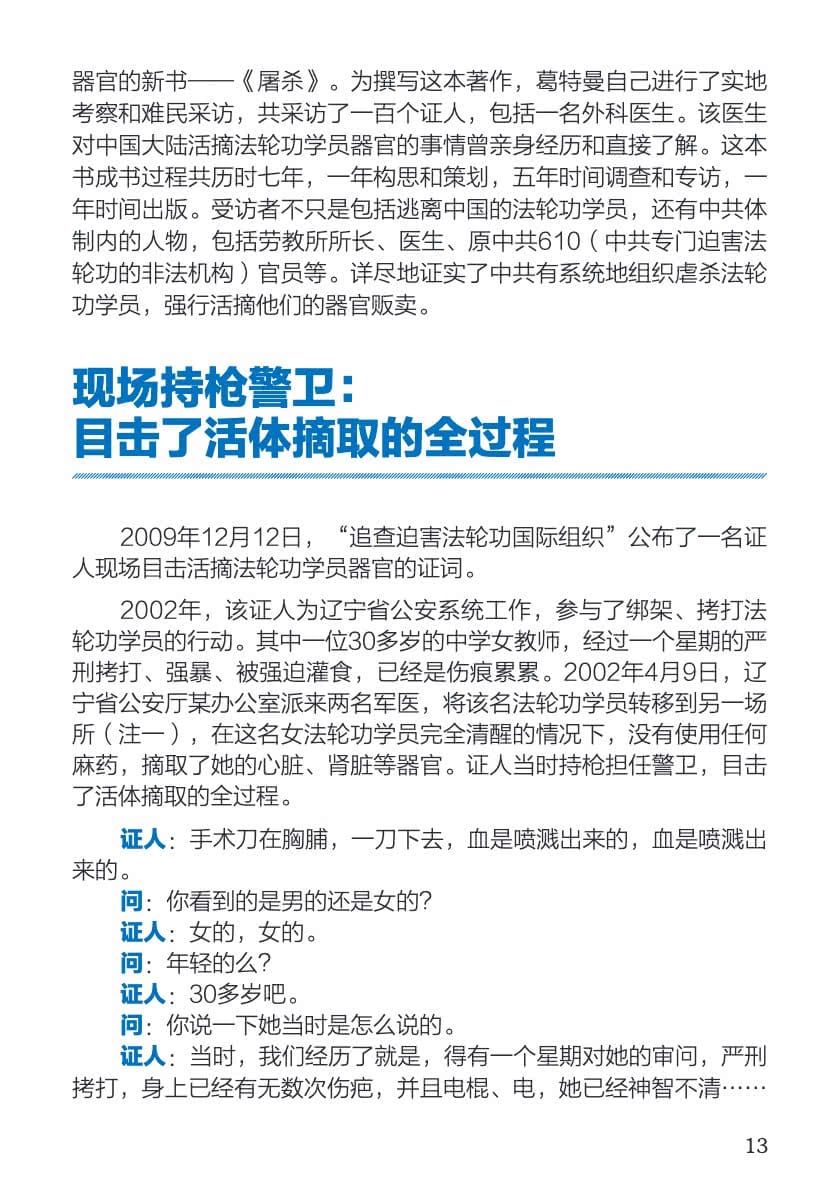 器官的新书——《屠杀》。为撰写这本著作，葛特曼自己进行了实地
考察和难民采访，共采访了一百个证人，包括一名外科医生。该医生
对中国大陆活摘法轮功学员器官的事情曾亲身经历和直接了解。这本
书成书过程共历时七年，一年构思和策划，五年时间调查和专访，一
年时间出版。受访者不只是包括逃离中国的法轮功学员，还有中共体
制内的人物，包括劳教所所长、医生、原中共610（中共专门迫害法
轮功的非法机构）官员等。详尽地证实了中共有系统地组织虐杀法轮
功学员，强行活摘他们的器官贩卖。
现场持枪警卫：
目击了活体摘取的全过程
2009年12月12日，“追查迫害法轮功国际组织”公布了一名证
人现场目击活摘法轮功学员器官的证词。
2002年，该证人为辽宁省公安系统工作，参与了绑架、拷打法
轮功学员的行动。其中一位30多岁的中学女教师，经过一个星期的严
刑拷打、强暴、被强迫灌食，已经是伤痕累累。2002年4月9日，辽
宁省公安厅某办公室派来两名军医，将该名法轮功学员转移到另一场
所（注一），在这名女法轮功学员完全清醒的情况下，没有使用任何
麻药，摘取了她的心脏、肾脏等器官。证人当时持枪担任警卫，目击
了活体摘取的全过程。
证人：手术刀在胸脯，一刀下去，血是喷溅出来的，血是喷溅出
来的。
问：你看到的是男的还是女的？
证人：女的，女的。
问：年轻的么？
证人：30多岁吧。
问：你说一下她当时是怎么说的。
证人：当时，我们经历了就是，得有一个星期对她的审问，严刑
拷打，身上已经有无数次伤疤，并且电棍、电，她已经神智不清……
13